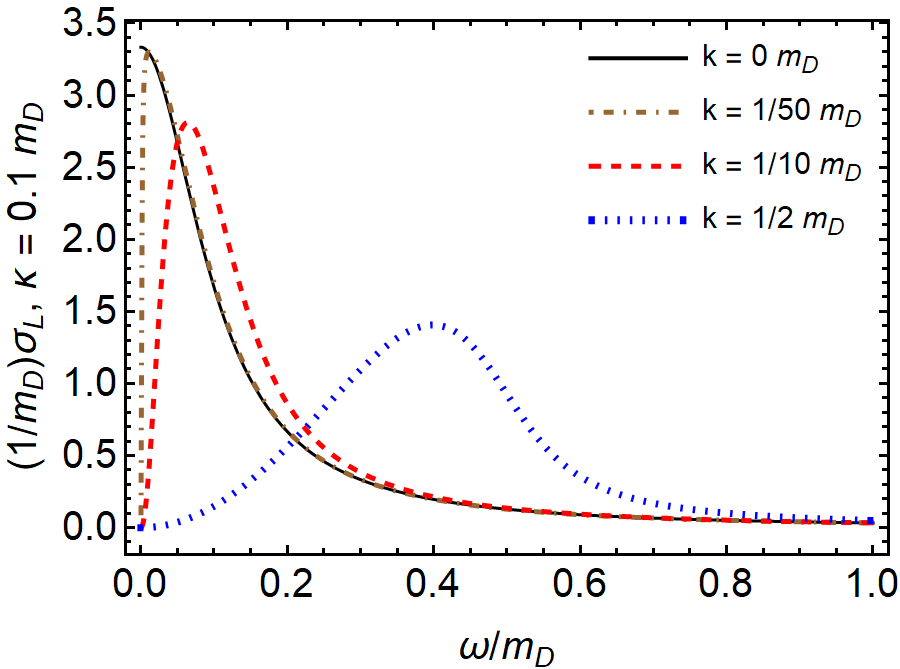 (1/m_D)σ_L, κ = 0.1 m_D
3.5
3.0
2.5
2.0
1.5
1.0
0.5
0.0
k = 0 m_D
k = 1/50 m_D
k = 1/10 m_D
k = 1/2 m_D
0.0 0.2 0.4 0.6 0.8 1.0
ω/m_D